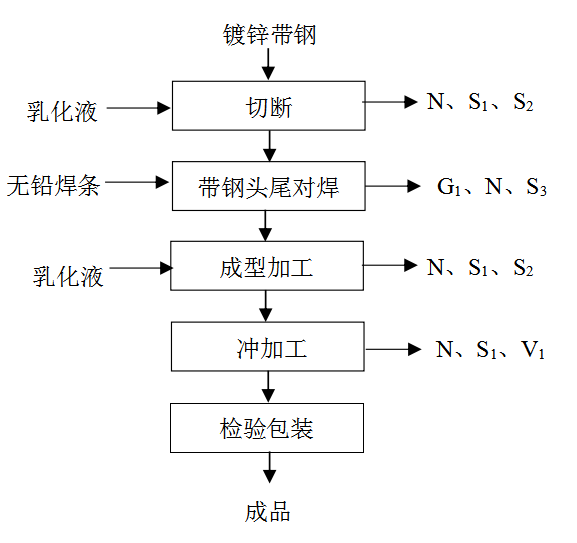 镀锌带钢
乳化液
切断
N、S1、S2
无铅焊条
带钢头尾对焊
G1、N、S3
乳化液
成型加工
N、S1、S2
冲加工
N、S1、V1
检验包装
成品